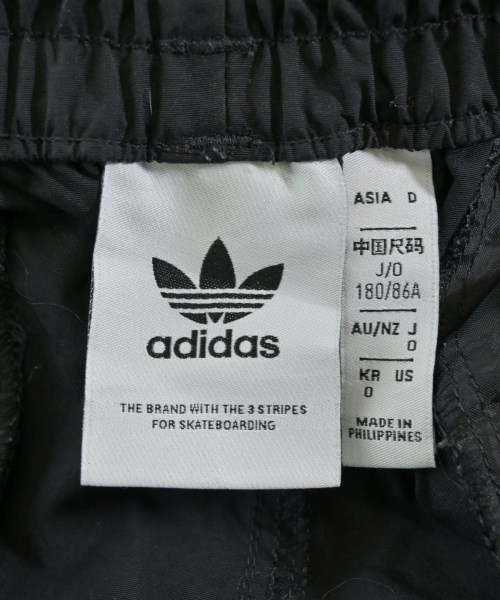 adidas
THE BRAND WITH THE 3 STRIPES
FOR SKATEBOARDING
ASIA D
中国尺码
J/O
180/86A
AU/NZ J
O
KR US
O
MADE IN
PHILIPPINES